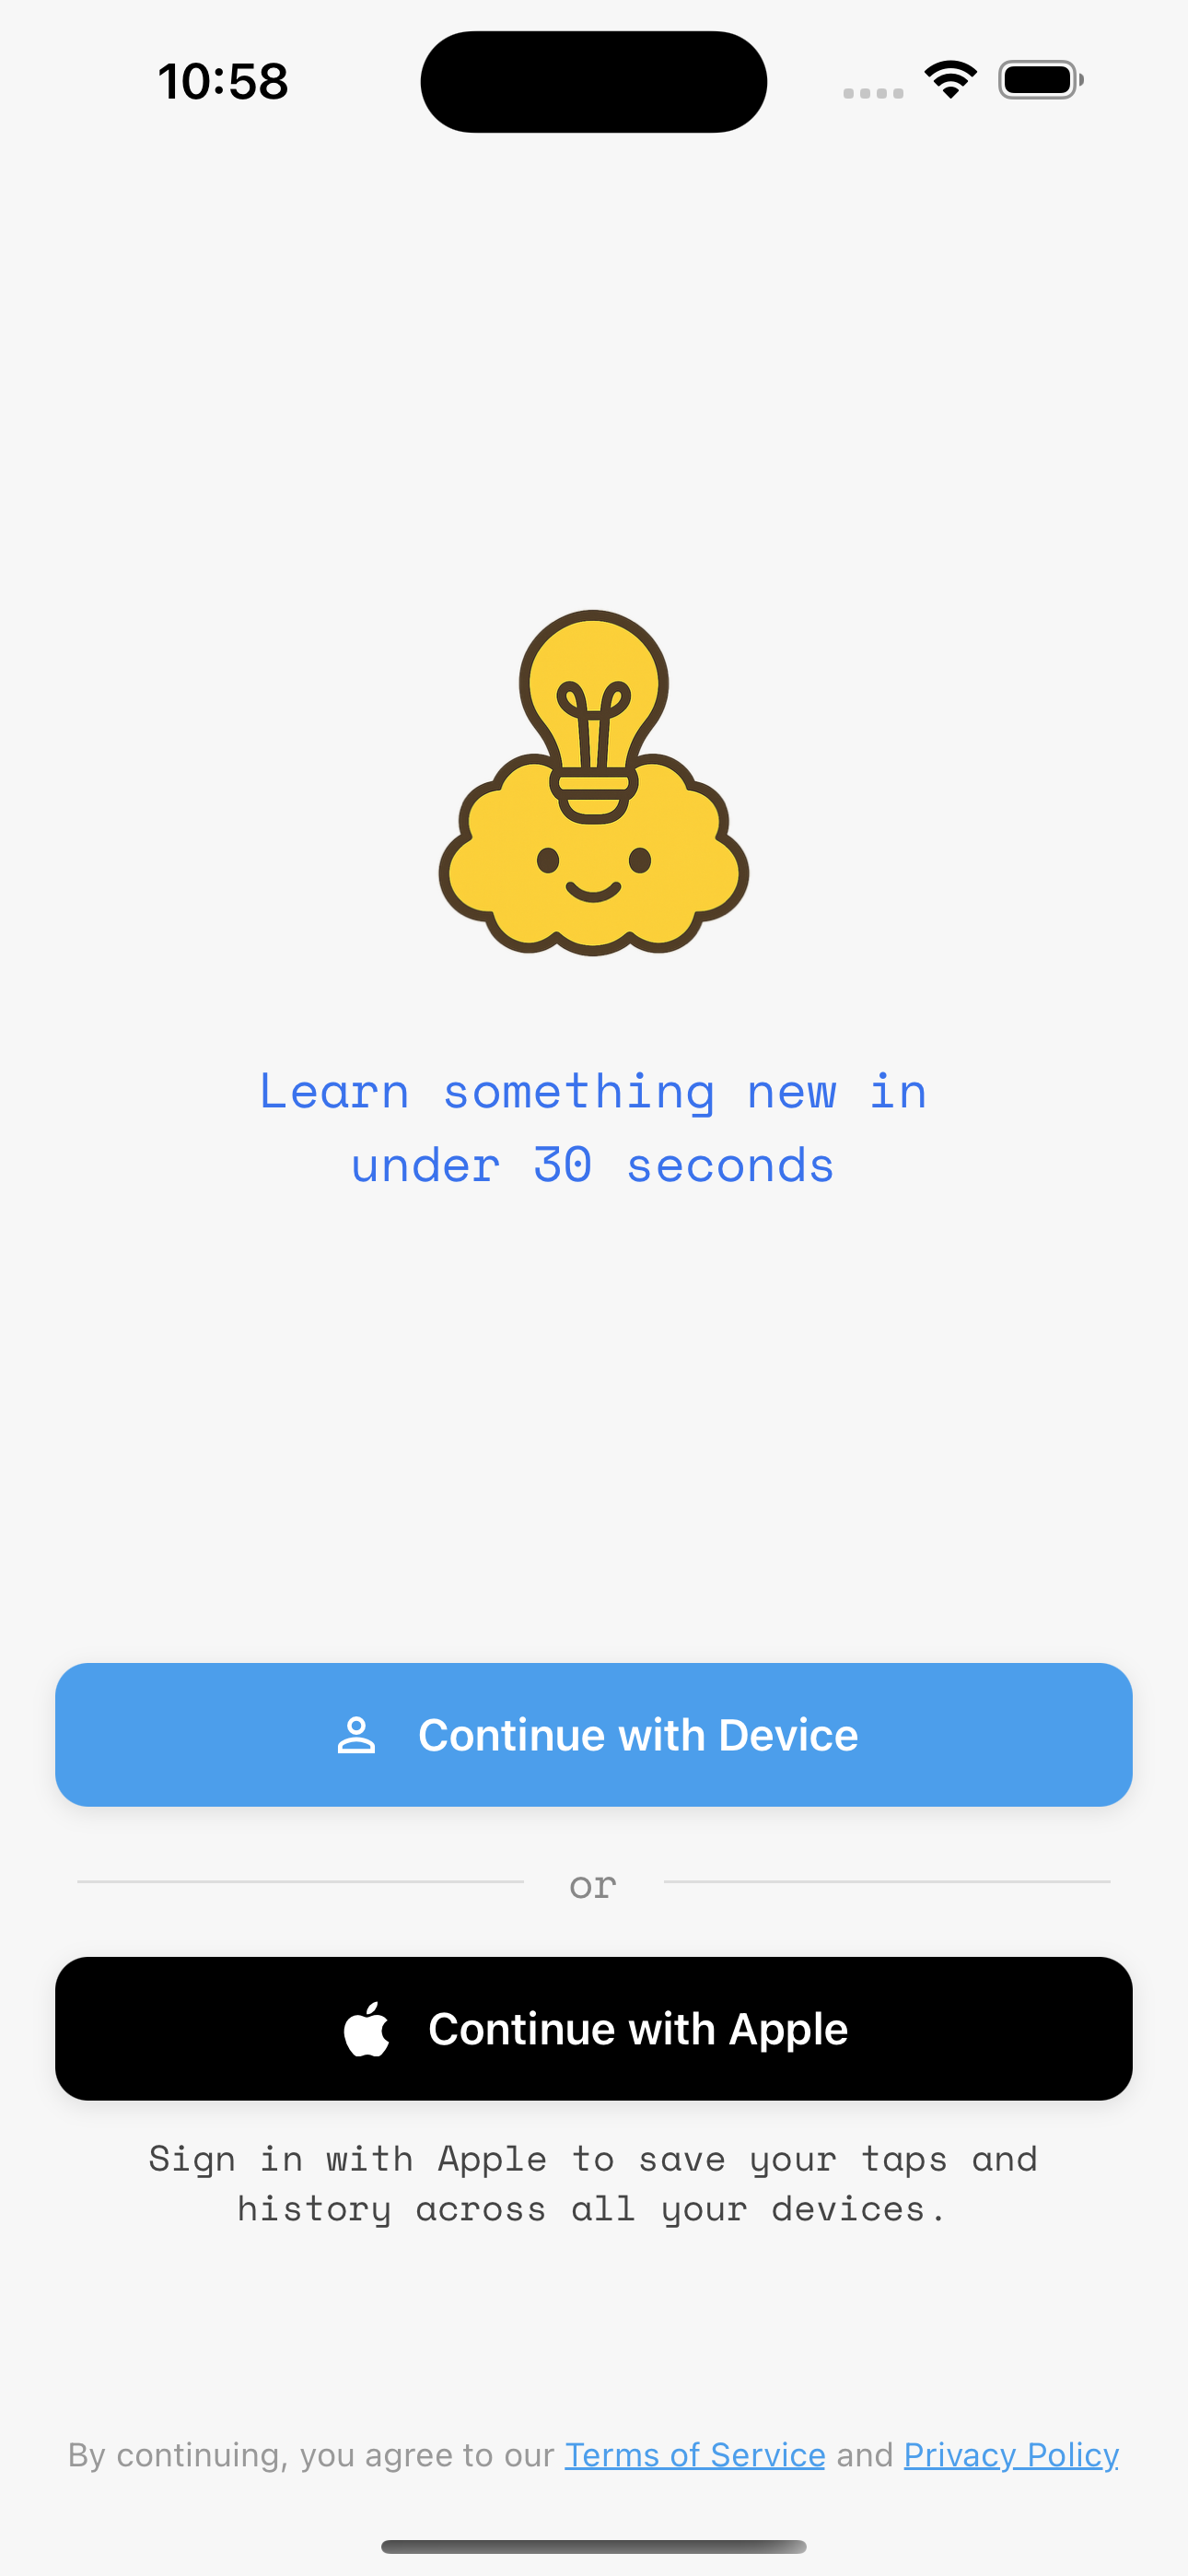 10:58
Learn something new in
under 30 seconds
Continue with Device
or
Continue with Apple
Sign in with Apple to save your taps and
history across all your devices.
By continuing, you agree to our Terms of Service and Privacy Policy